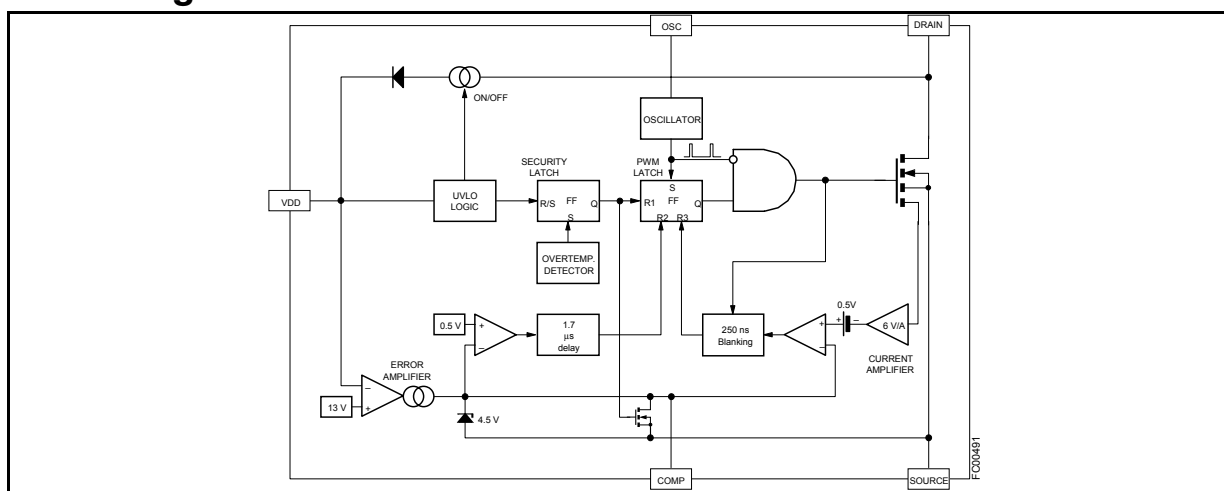 OSC
DRAIN
ON/OFF
OSCILLATOR
SECURITY
LATCH
PWM
LATCH
VDD
UVLO
LOGIC
R/S
FF
Q
S
S
R1
FF
Q
R2 R3
OVERTEMP.
DETECTOR
0.5 V
+
–
1.7
μs
delay
250 ns
Blanking
+
–
0.5V
+
–
6 V/A
CURRENT
AMPLIFIER
ERROR
AMPLIFIER
–
+
13 V
4.5 V
COMP
SOURCE
FC00491